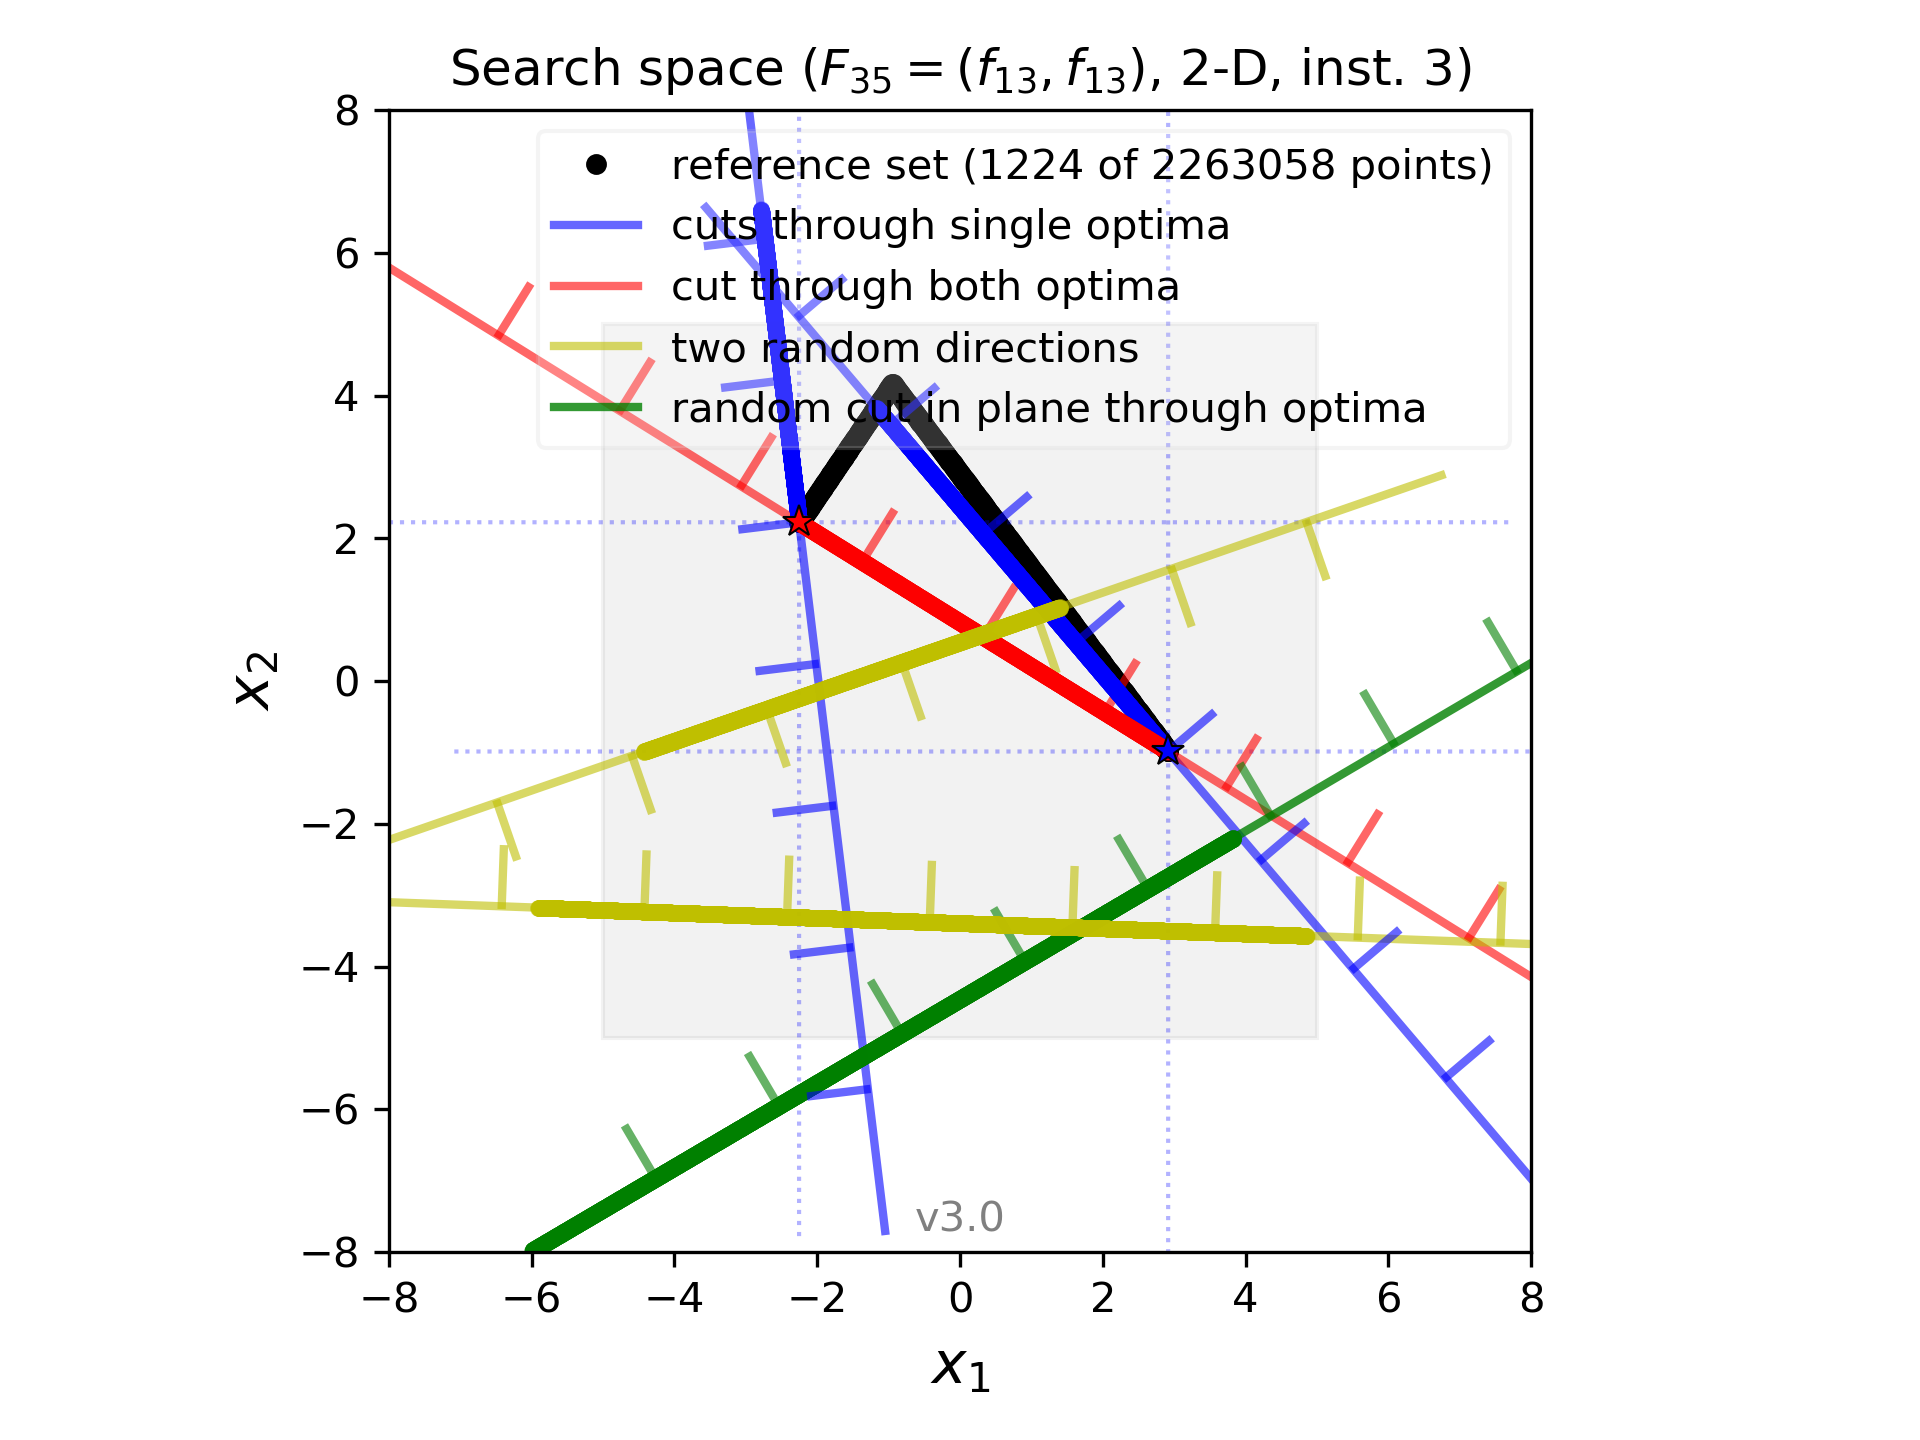 Search space (F35 = (f13, f13), 2-D, inst. 3)
reference set (1224 of 2263058 points)
cuts through single optima
cut through both optima
two random directions
random cut in plane through optima
8
6
4
2
0
−2
−4
−6
−8
x2
v3.0
−8 −6 −4 −2 0 2 4 6 8
x1